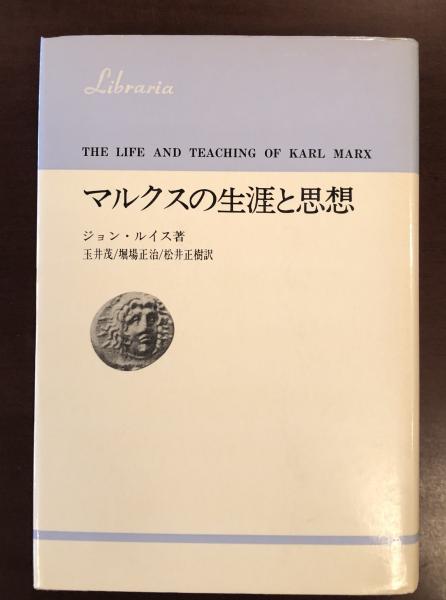 Libraria
THE LIFE AND TEACHING OF KARL MARX
マルクスの生涯と思想
ジョン・ルイス著
玉井茂/堀場正治/松井正樹訳